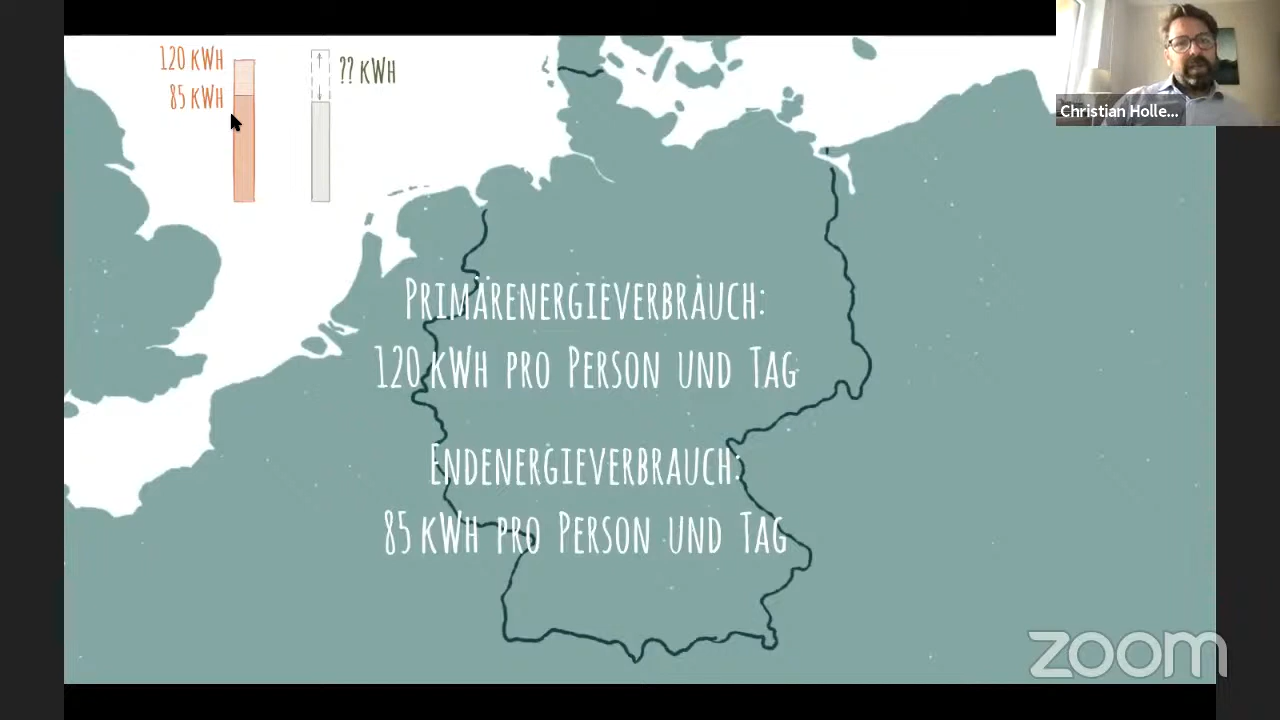 120 kWh
85 kWh
?? kWh
Christian Holle...
Primärenergieverbrauch:
120 kWh pro Person und Tag
Endenergieverbrauch:
85 kWh pro Person und Tag
zoom